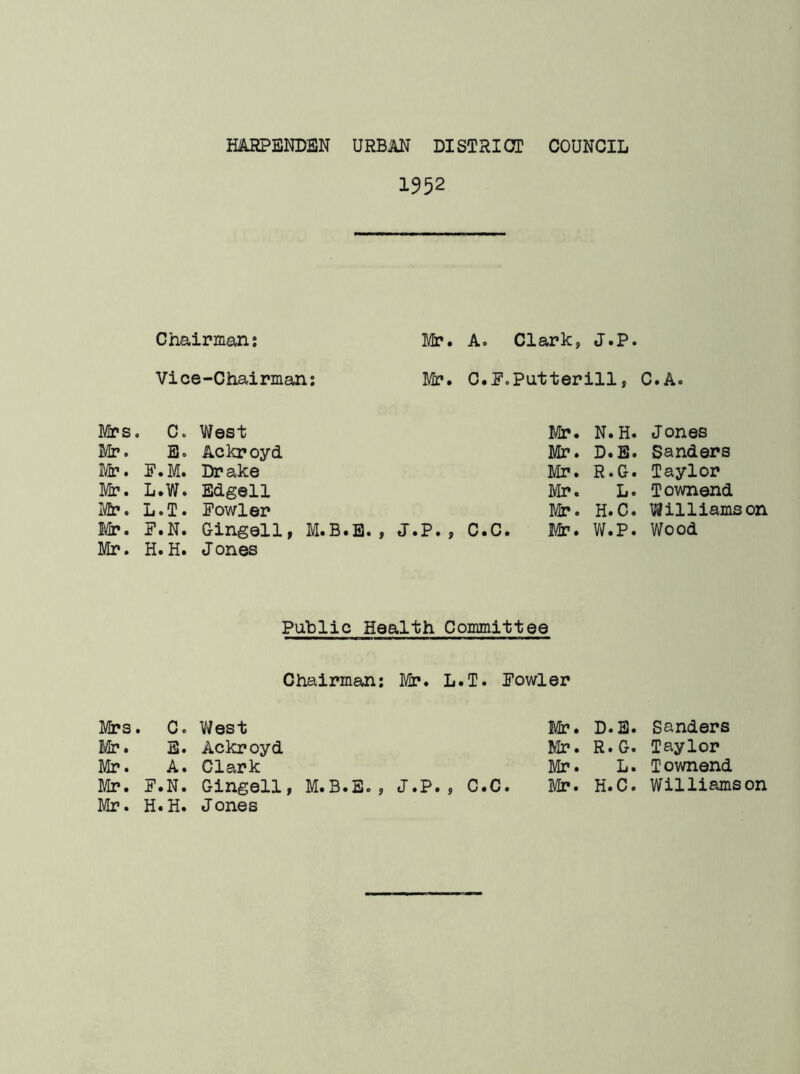 HARPENDEN URBAN DISTRICT COUNCIL
1952
Chairman: Mr. A. Clark, J.P.
Vice-Chairman: Mr. C.F.Putterill, C.A.
Mrs. C. West Mr. N.H. Jones
Mr. E. Ackroyd Mr. D.E. Sanders
Mr. F.M. Drake Mr. R.G. Taylor
Mr. L.W. Edgell Mr. L. Townend
Mr. L.T. Fowler Mr. H.C. Williamson
Mr. F.N. Gingell, M.B.E., J.P., C.C. Mr. W.P. Wood
Mr. H.H. Jones
Public Health Committee
Chairman: Mr. L.T. Fowler
Mrs. C. West Mr. D.E. Sanders
Mr. E. Ackroyd Mr. R.G. Taylor
Mr. A. Clark Mr. L. Townend
Mr. F.N. Gingell, M.B.E., J.P., C.C. Mr. H.C. Williamson
Mr. H.H. Jones